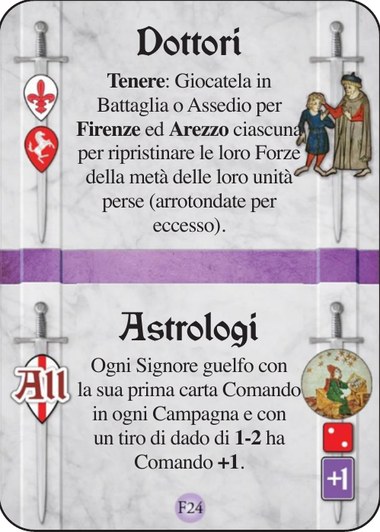 Dottori
Tenere: Giocatela in
Battaglia o Assedio per
Firenze ed Arezzo ciascuna
per ripristinare le loro Forze
della metà delle loro unità
perse (arrotondate per
eccesso).
Astrologi
All
Ogni Signore guelfo con
la sua prima carta Comando
in ogni Campagna e con
un tiro di dado di 1-2 ha
Comando +1.
+1
F24